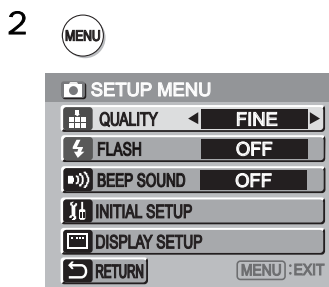 2
MENU
SETUP MENU
QUALITY FINE
FLASH OFF
BEEP SOUND OFF
INITIAL SETUP
DISPLAY SETUP
RETURN MENU:EXIT